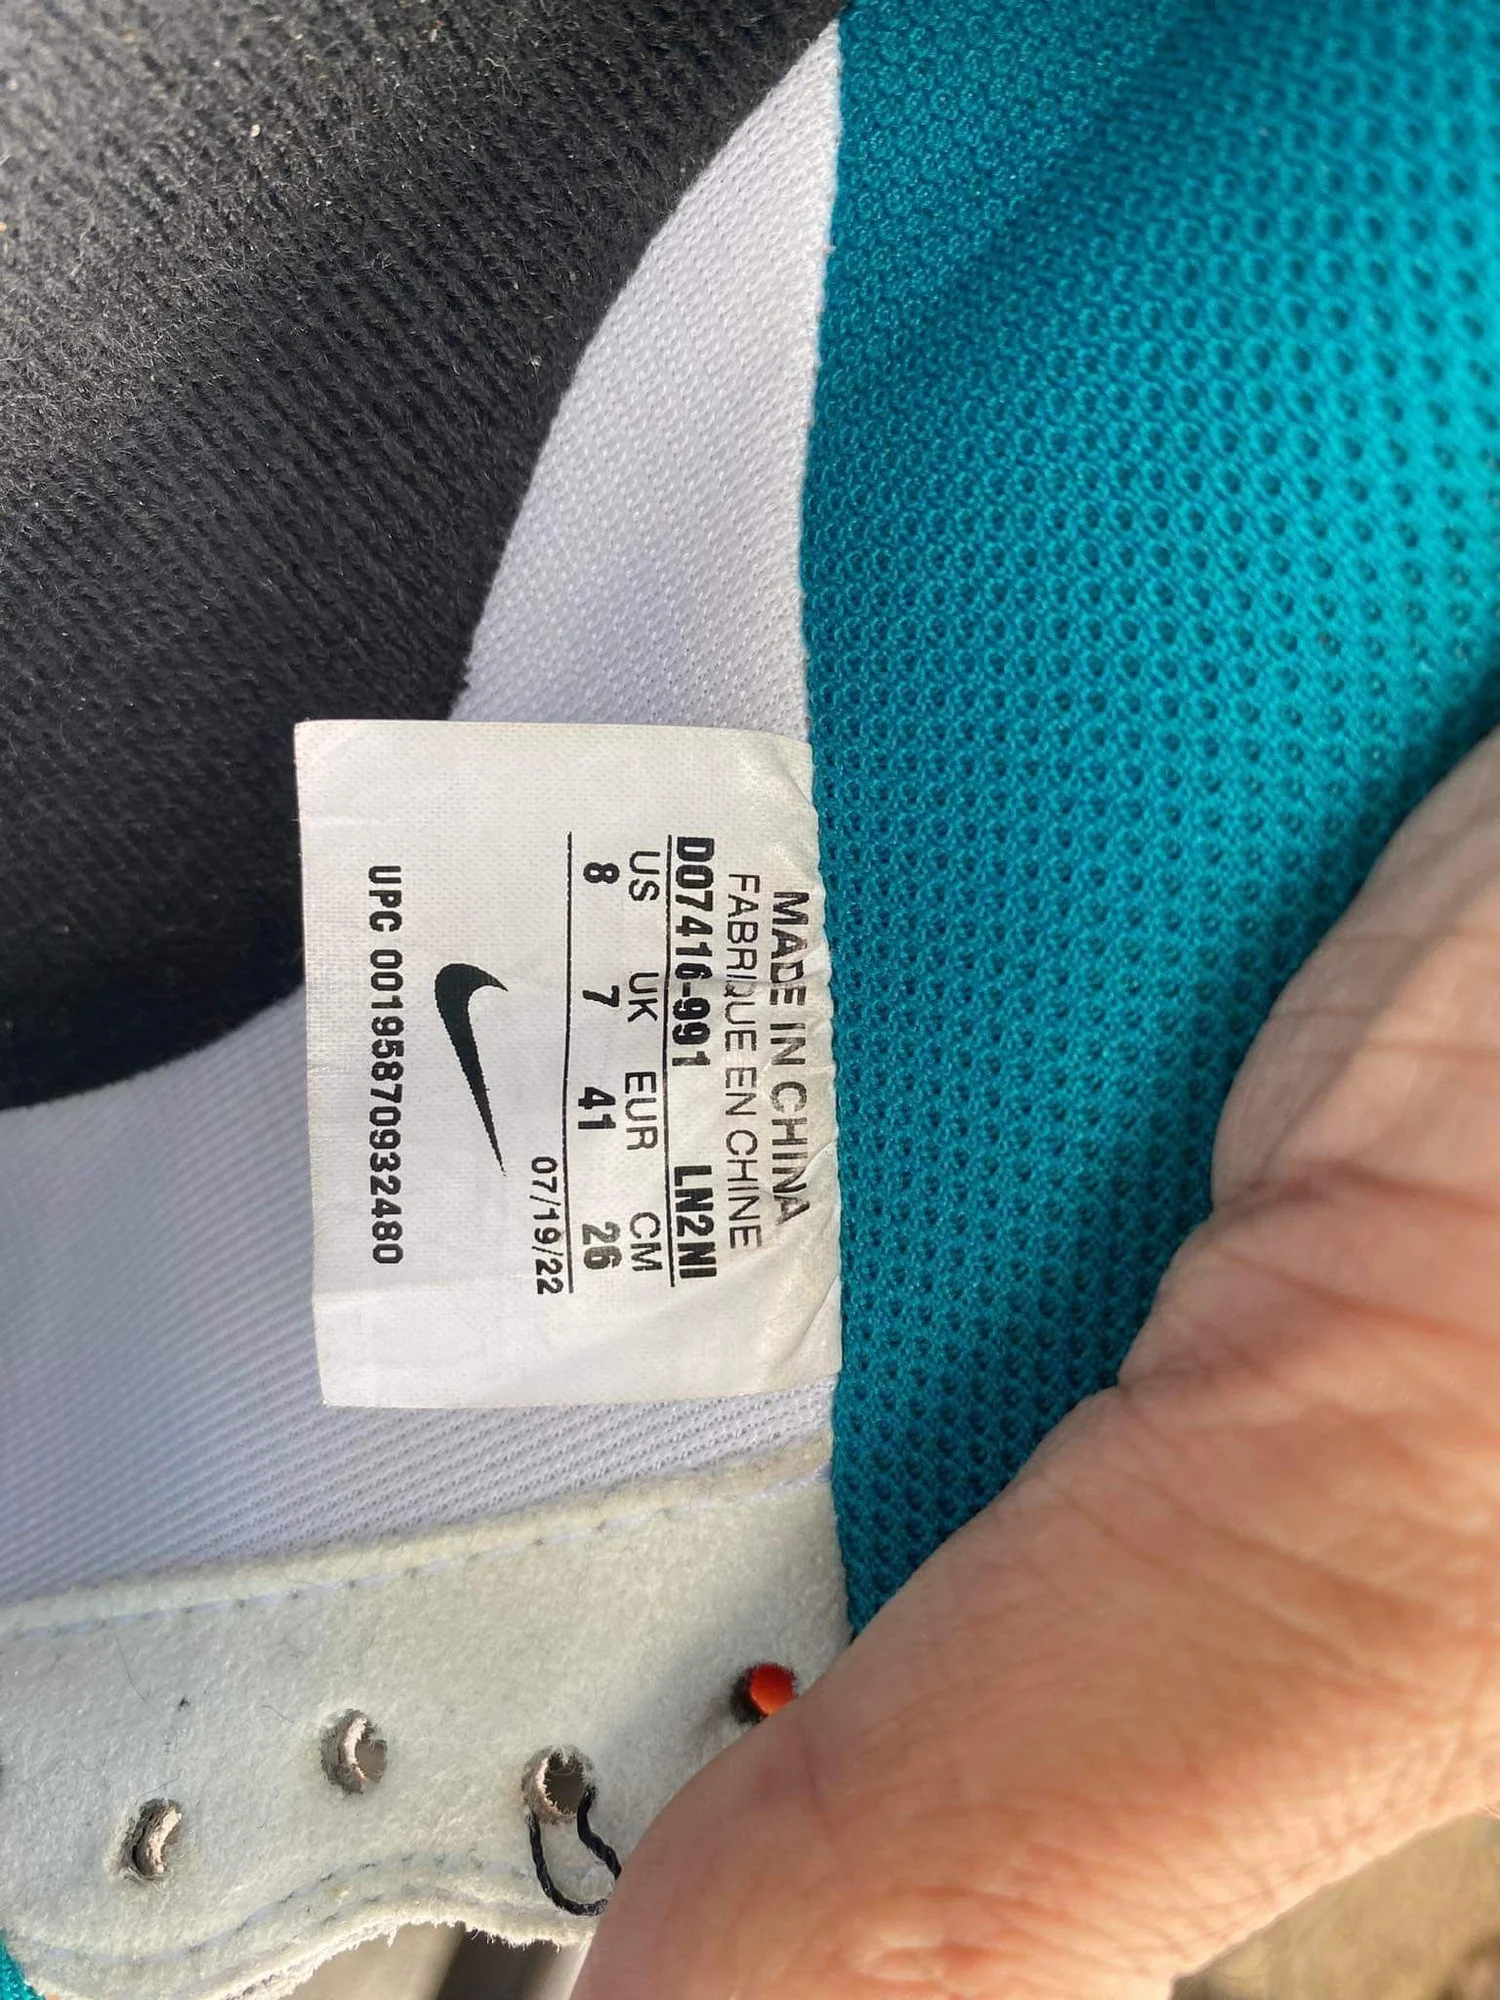 MADE IN CHINA
FABRIQUE EN CHINE
DO7416-991 LN2NI
US UK EUR CM
8 7 41 26
07/19/22
UPC 00195870932480